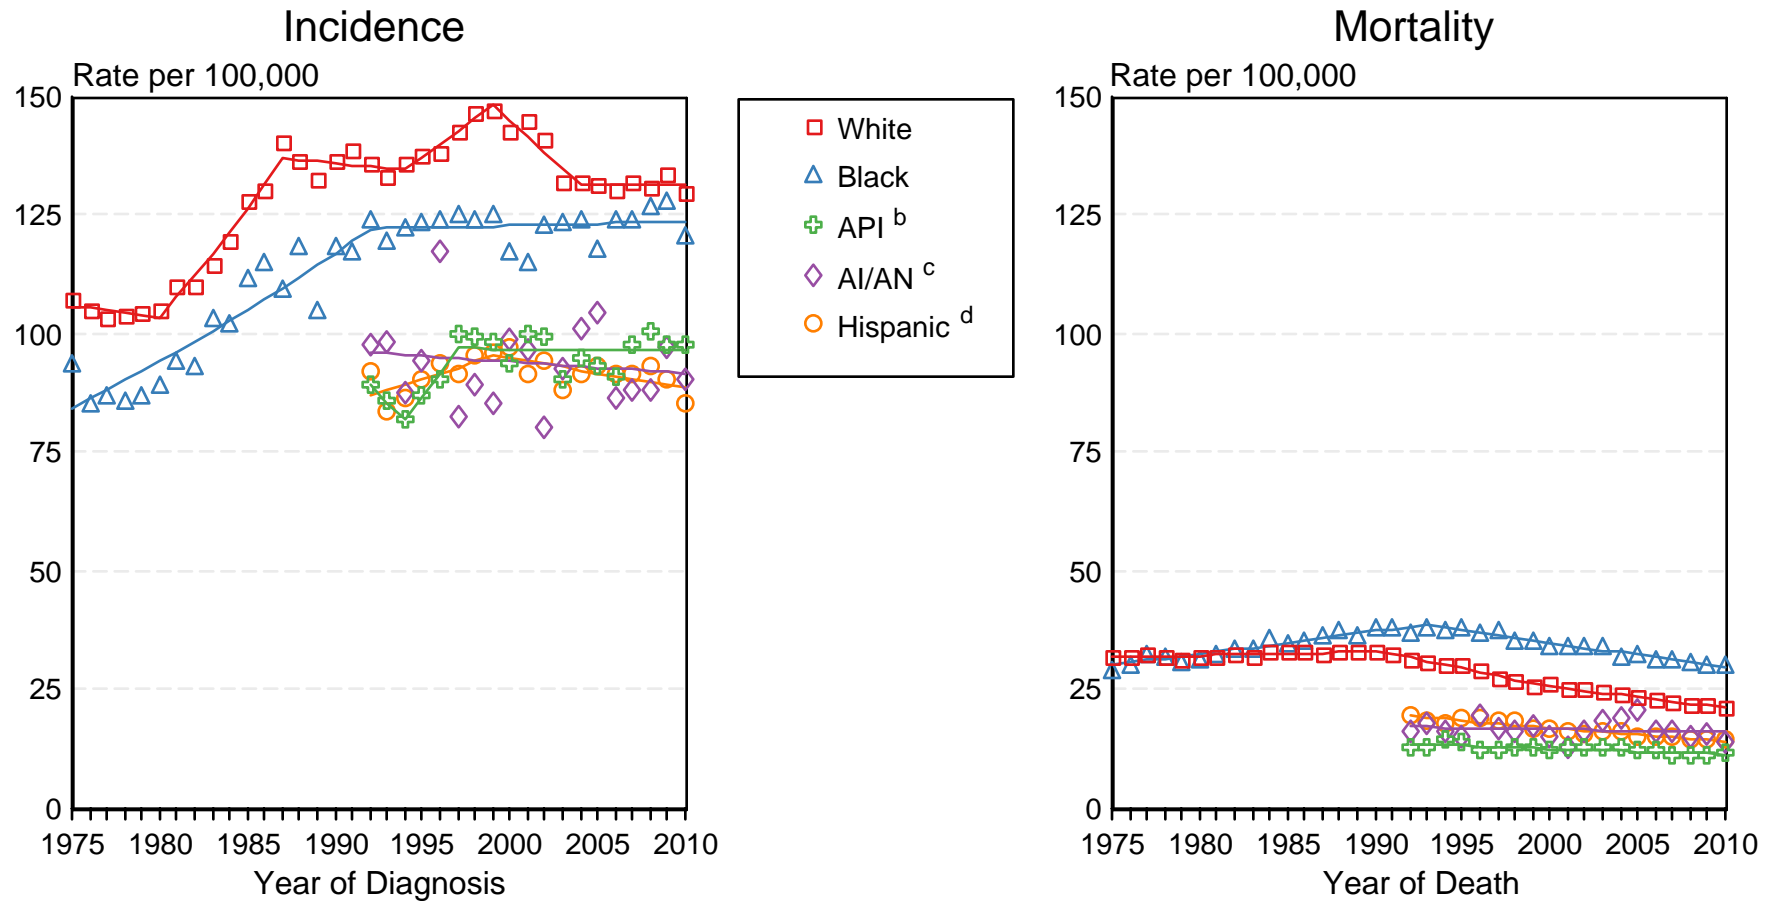 Incidence
Rate per 100,000
150
125
100
75
50
25
0
1975 1980 1985 1990 1995 2000 2005 2010
Year of Diagnosis
White
Black
API b
AI/AN c
Hispanic d
Mortality
Rate per 100,000
150
125
100
75
50
25
0
1975 1980 1985 1990 1995 2000 2005 2010
Year of Death